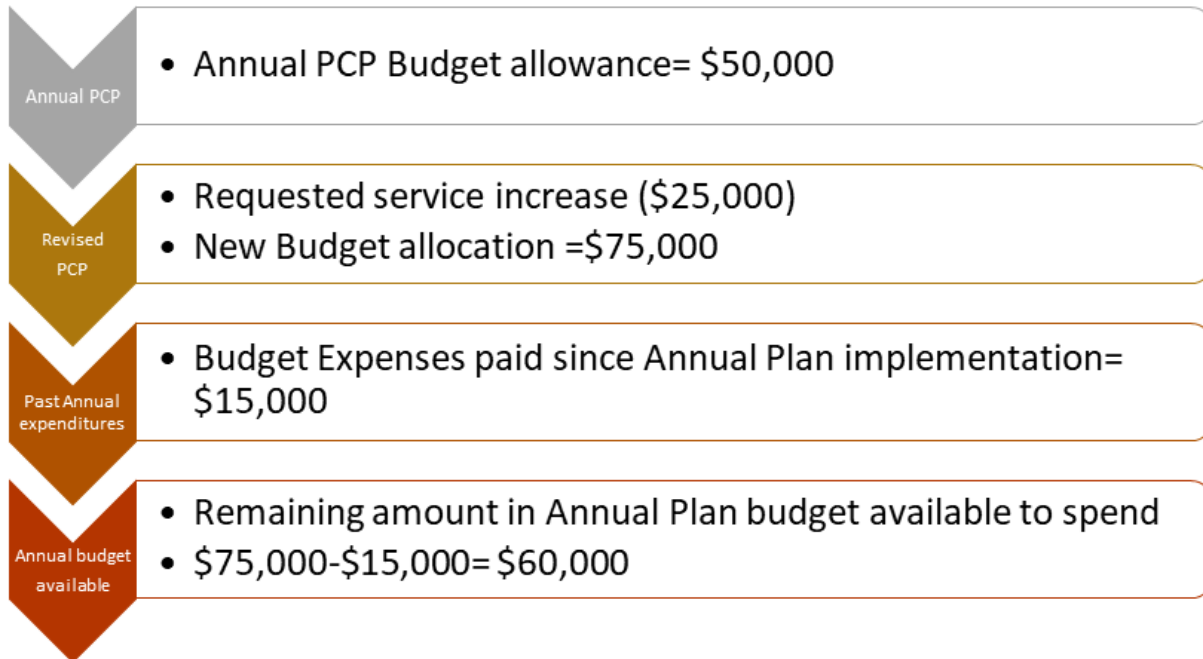 Annual PCP
• Annual PCP Budget allowance= $50,000
Revised
PCP
• Requested service increase ($25,000)
• New Budget allocation =$75,000
Past Annual
expenditures
• Budget Expenses paid since Annual Plan implementation=
$15,000
Annual budget
available
• Remaining amount in Annual Plan budget available to spend
• $75,000-$15,000= $60,000